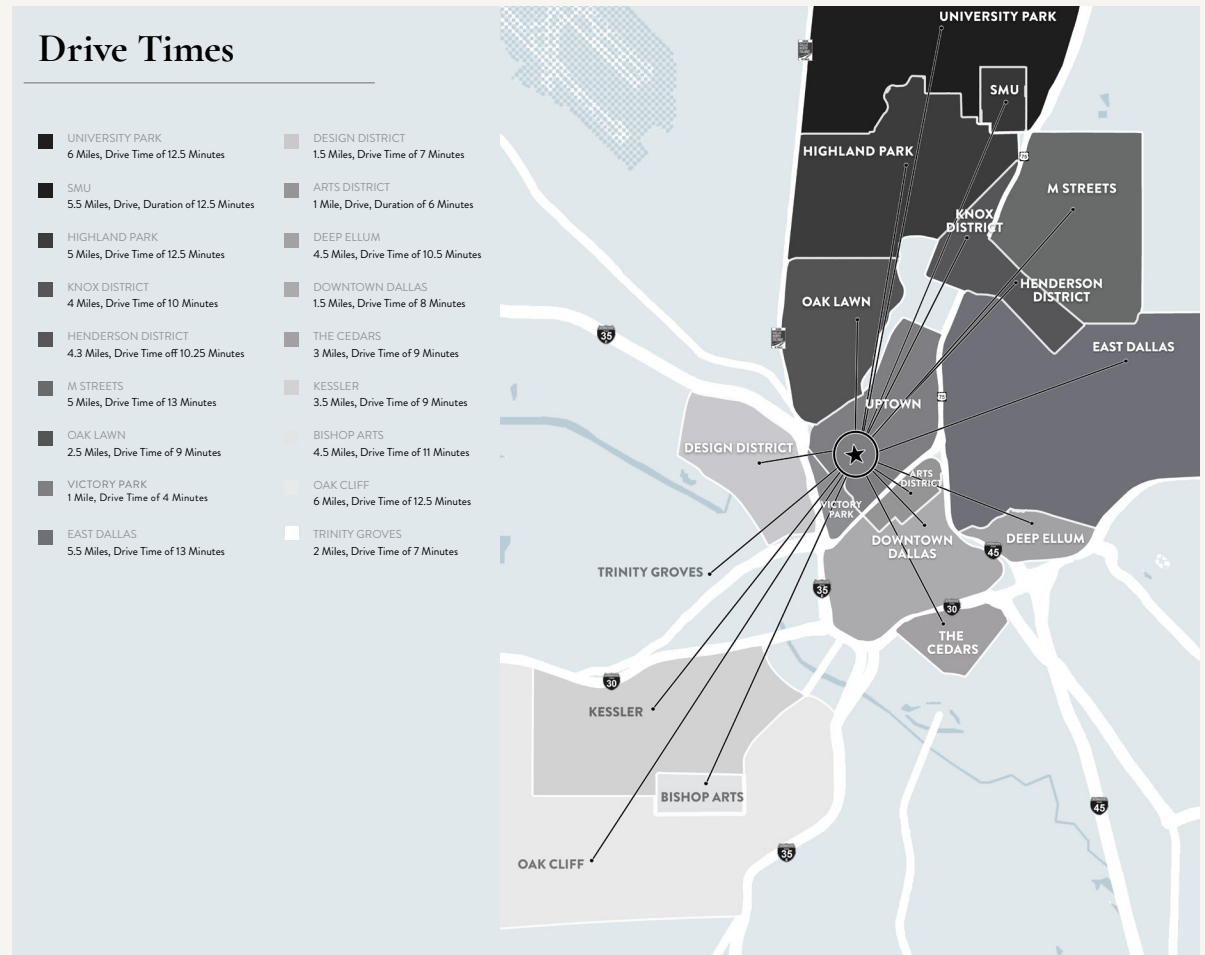 Drive Times
UNIVERSITY PARK
6 Miles, Drive Time of 12.5 Minutes
SMU
5.5 Miles, Drive, Duration of 12.5 Minutes
HIGHLAND PARK
5 Miles, Drive Time of 12.5 Minutes
KNOX DISTRICT
4 Miles, Drive Time of 10 Minutes
HENDERSON DISTRICT
4.3 Miles, Drive Time off 10.25 Minutes
M STREETS
5 Miles, Drive Time of 13 Minutes
OAK LAWN
2.5 Miles, Drive Time of 9 Minutes
VICTORY PARK
1 Mile, Drive Time of 4 Minutes
EAST DALLAS
5.5 Miles, Drive Time of 13 Minutes
DESIGN DISTRICT
1.5 Miles, Drive Time of 7 Minutes
ARTS DISTRICT
1 Mile, Drive, Duration of 6 Minutes
DEEP ELLUM
4.5 Miles, Drive Time of 10.5 Minutes
DOWNTOWN DALLAS
1.5 Miles, Drive Time of 8 Minutes
THE CEDARS
3 Miles, Drive Time of 9 Minutes
KESSLER
3.5 Miles, Drive Time of 9 Minutes
BISHOP ARTS
4.5 Miles, Drive Time of 11 Minutes
OAK CLIFF
6 Miles, Drive Time of 12.5 Minutes
TRINITY GROVES
2 Miles, Drive Time of 7 Minutes
UNIVERSITY PARK
SMU
HIGHLAND PARK
75
M STREETS
KNOX
DISTRICT
HENDERSON
DISTRICT
OAK LAWN
35
EAST DALLAS
75
UPTOWN
DESIGN DISTRICT
ARTS
DISTRICT
VICTORY
PARK
DOWNTOWN
DALLAS
DEEP ELLUM
45
TRINITY GROVES
35
30
THE
CEDARS
30
KESSLER
BISHOP ARTS
45
35
OAK CLIFF